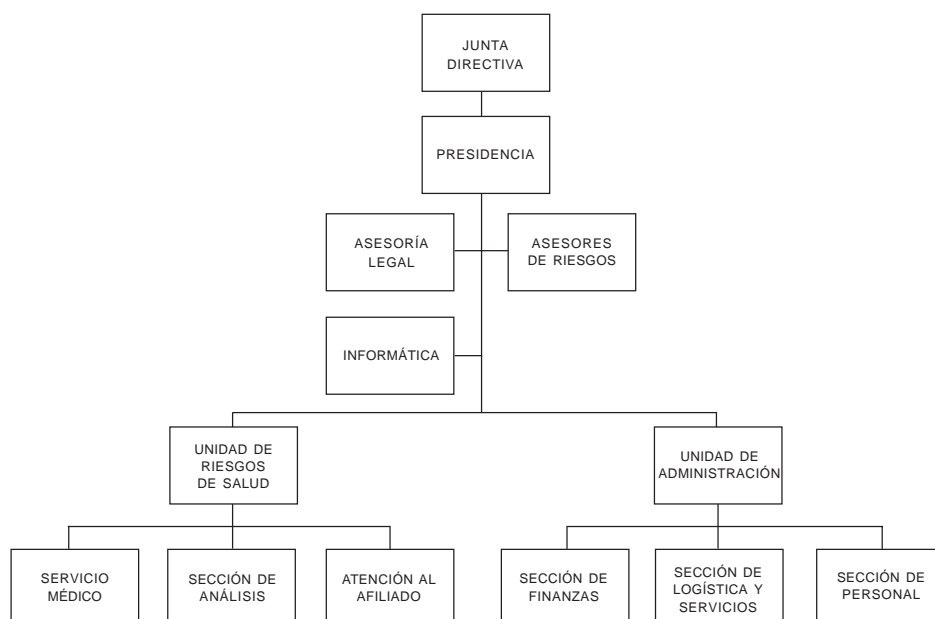 JUNTA
DIRECTIVA
PRESIDENCIA
ASESORÍA
LEGAL
ASESORES
DE RIESGOS
INFORMÁTICA
UNIDAD DE
RIESGOS
DE SALUD
UNIDAD DE
ADMINISTRACIÓN
SERVICIO
MÉDICO
SECCIÓN DE
ANÁLISIS
ATENCIÓN AL
AFILIADO
SECCIÓN DE
FINANZAS
SECCIÓN DE
LOGÍSTICA Y
SERVICIOS
SECCIÓN DE
PERSONAL